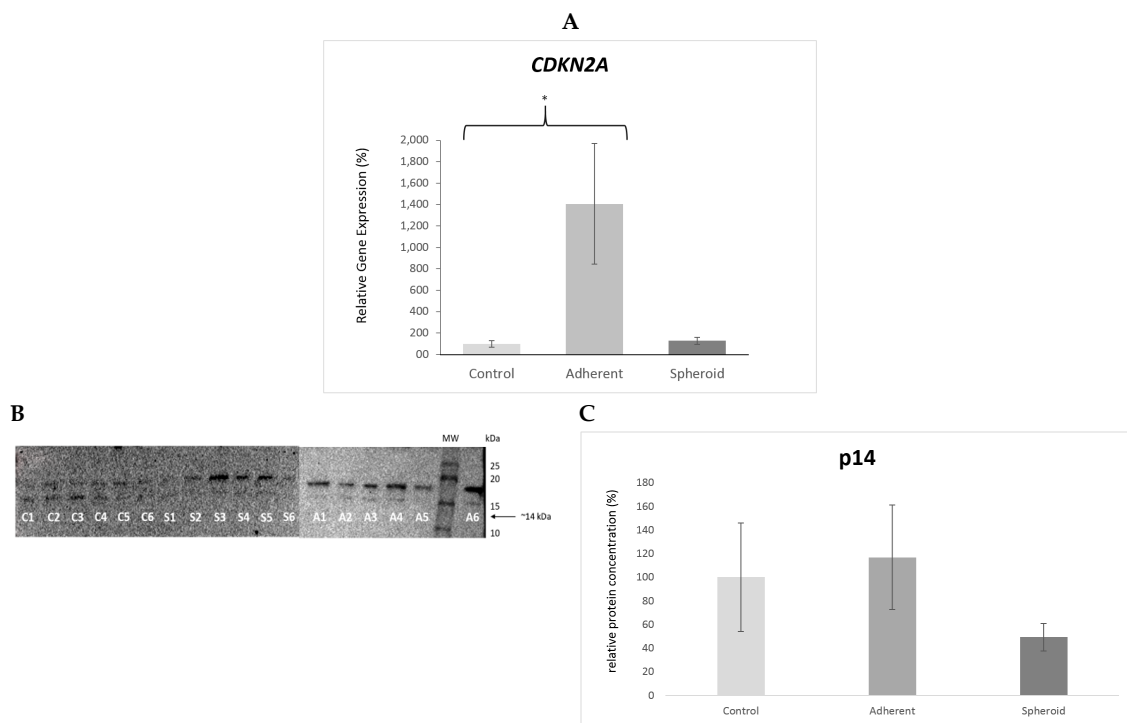 A
CDKN2A
*
Relative Gene Expression (%)
2,000
1,800
1,600
1,400
1,200
1,000
800
600
400
200
00
Control Adherent Spheroid
B
MW kDa
25
20
15
C1 C2 C3 C4 C5 C6 S1 S2 S3 S4 S5 S6 A1 A2 A3 A4 A5 A6 ~14 kDa
10
C
p14
relative protein concentration (%)
180
160
140
120
100
80
60
40
20
0
Control Adherent Spheroid